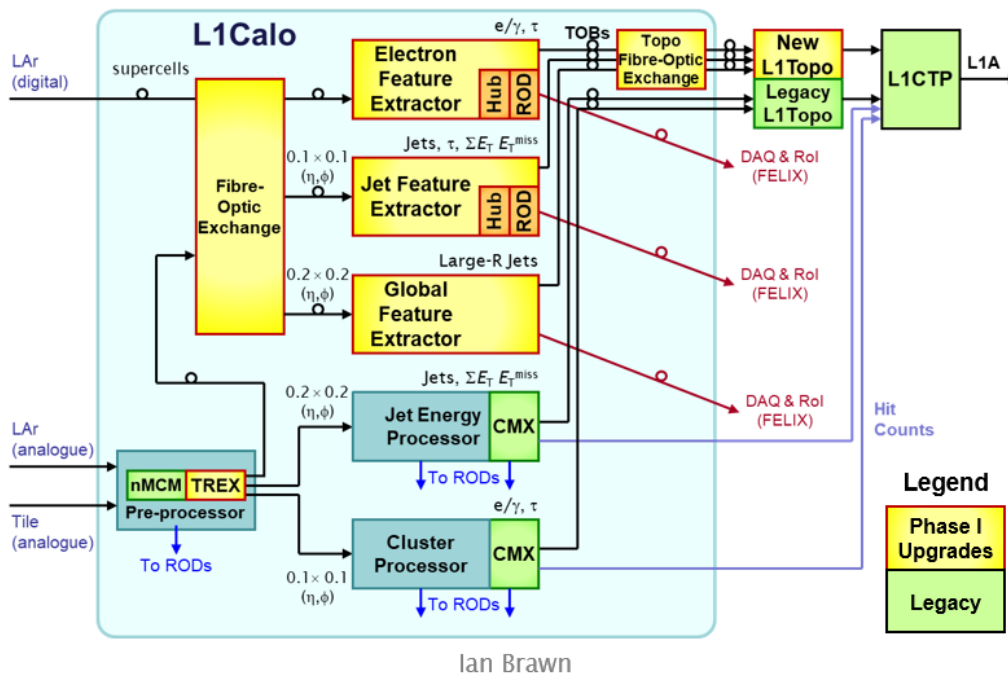 L1Calo
LAr
(digital)
supercells
Fibre-
Optic
Exchange
e/γ, τ
Electron
Feature
Extractor
Hub
ROD
0.1 × 0.1
(η,ϕ)
Jets, τ, ΣE_T E_T^miss
Jet Feature
Extractor
Hub
ROD
0.2 × 0.2
(η,ϕ)
Large-R Jets
Global
Feature
Extractor
TOBs
Topo
Fibre-Optic
Exchange
New
L1Topo
Legacy
L1Topo
L1CTP
L1A
DAQ & RoI
(FELIX)
DAQ & RoI
(FELIX)
DAQ & RoI
(FELIX)
Hit
Counts
LAr
(analogue)
Tile
(analogue)
nMCM
TREX
Pre-processor
To RODs
0.2 × 0.2
(η,ϕ)
Jets, ΣE_T E_T^miss
Jet Energy
Processor
CMX
To RODs
0.1 × 0.1
(η,ϕ)
e/γ, τ
Cluster
Processor
CMX
To RODs
Legend
Phase I
Upgrades
Legacy
Ian Brawn